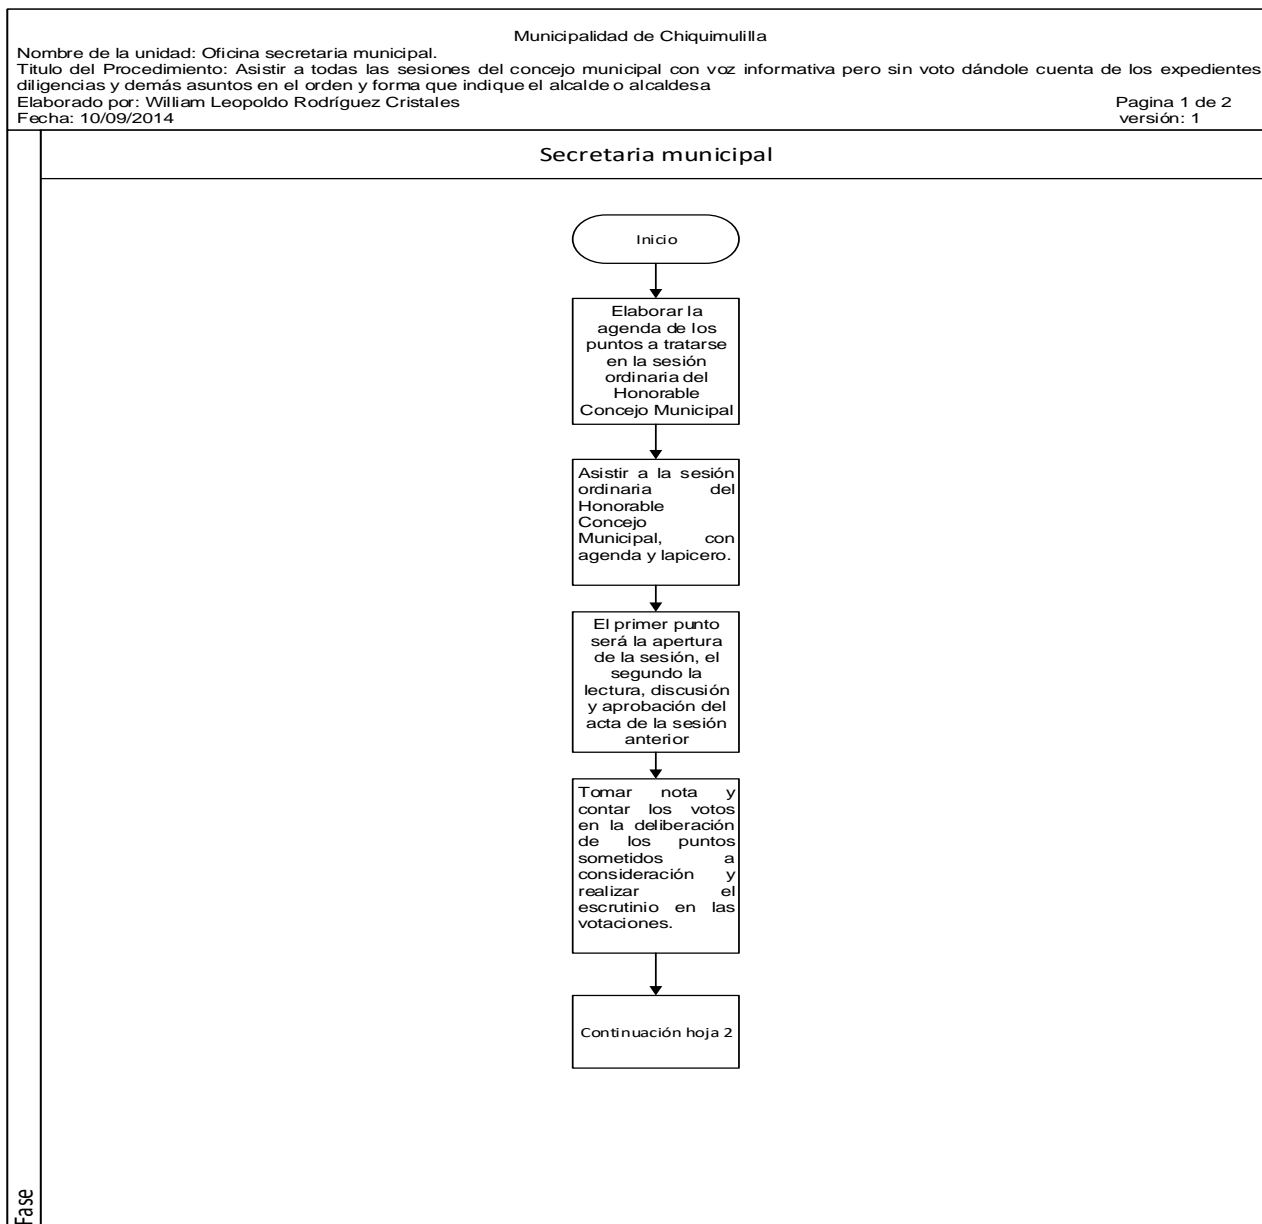 Municipalidad de Chiquimulilla
Nombre de la unidad: Oficina secretaria municipal.
Titulo del Procedimiento: Asistir a todas las sesiones del concejo municipal con voz informativa pero sin voto dándole cuenta de los expedientes
diligencias y demás asuntos en el orden y forma que indique el alcalde o alcaldesa
Elaborado por: William Leopoldo Rodríguez Cristales
Pagina 1 de 2
Fecha: 10/09/2014
versión: 1
Secretaria municipal
Inicio
Elaborar la
agenda de los
puntos a tratarse
en la sesión
ordinaria del
Honorable
Concejo Municipal
Asistir a la sesión
ordinaria del
Honorable
Concejo
Municipal, con
agenda y lapicero.
El primer punto
será la apertura
de la sesión, el
segundo la
lectura, discusión
y aprobación del
acta de la sesión
anterior
Tomar nota y
contar los votos
en la deliberación
de los puntos
sometidos a
consideración y
realizar el
escrutinio en las
votaciones.
Continuación hoja 2
Fase